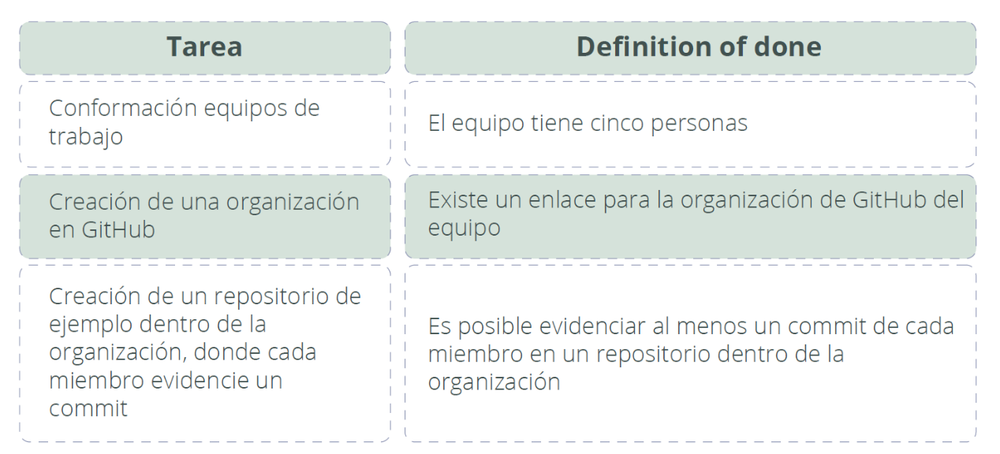 Tarea
Definition of done
Conformación equipos de
trabajo
El equipo tiene cinco personas
Creación de una organización
en GitHub
Existe un enlace para la organización de GitHub del
equipo
Creación de un repositorio de
ejemplo dentro de la
organización, donde cada
miembro evidencie un
commit
Es posible evidenciar al menos un commit de cada
miembro en un repositorio dentro de la
organización